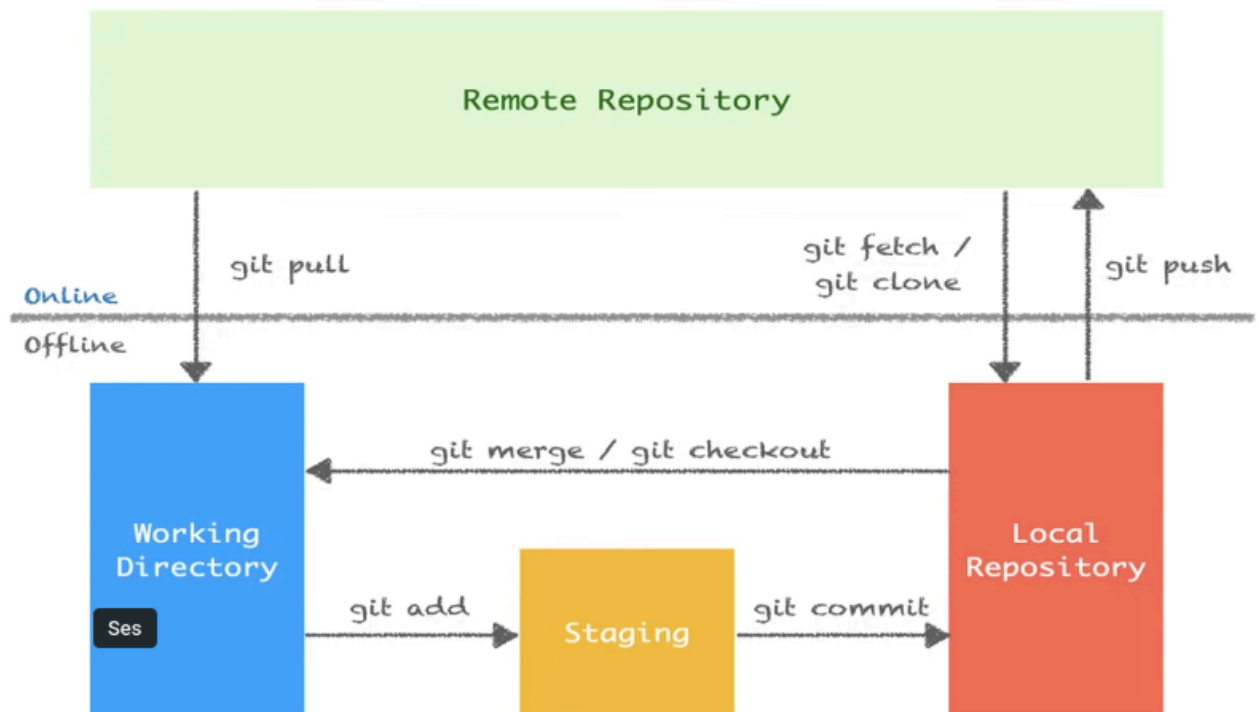 Remote Repository
git pull
git fetch /
git clone
git push
Online
Offline
git merge / git checkout
Working
Directory
Local
Repository
git add
git commit
Staging
Ses